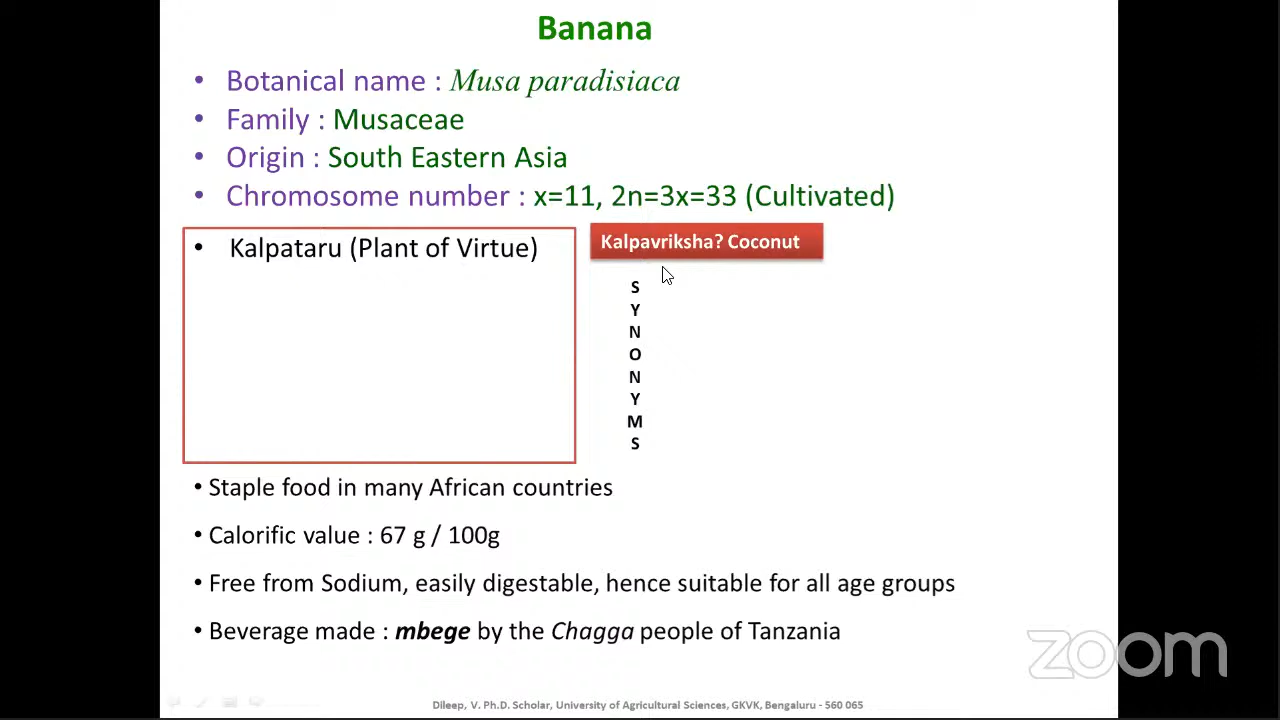 Banana
• Botanical name : Musa paradisiaca
• Family : Musaceae
• Origin : South Eastern Asia
• Chromosome number : x=11, 2n=3x=33 (Cultivated)
• Kalpataru (Plant of Virtue)
Kalpavriksha? Coconut
S
Y
N
O
N
Y
M
S
• Staple food in many African countries
• Calorific value : 67 g / 100g
• Free from Sodium, easily digestable, hence suitable for all age groups
• Beverage made : mbege by the Chagga people of Tanzania
zoom
Dileep, V. Ph.D. Scholar, University of Agricultural Sciences, GKVK, Bengaluru - 560 065